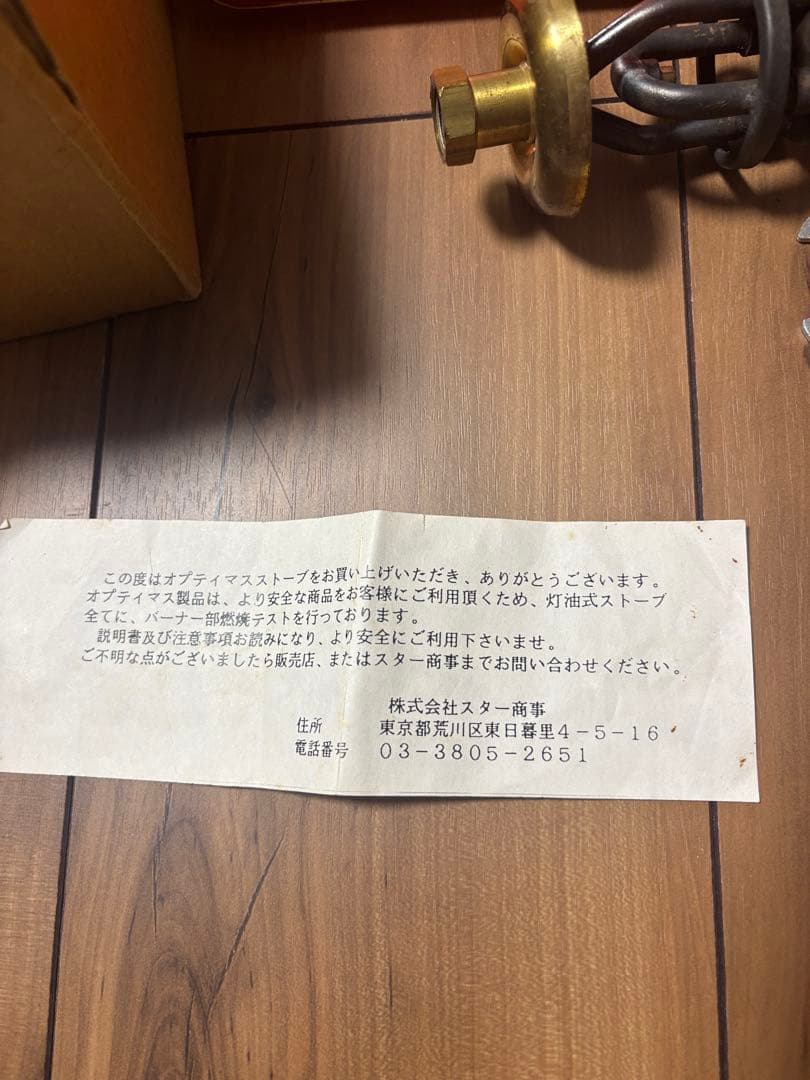 この度はオプティマスストーブをお買い上げいただき、ありがとうございます。
オプティマス製品は、より安全な商品をお客様にご利用頂くため、灯油式ストーブ
全てに、バーナー部燃焼テストを行っております。
説明書及び注意事項お読みになり、より安全にご利用下さいませ。
ご不明な点がございましたら販売店、またはスター商事までお問い合わせください。
株式会社スター商事
住所 東京都荒川区東日暮里4-5-16
電話番号 03-3805-2651